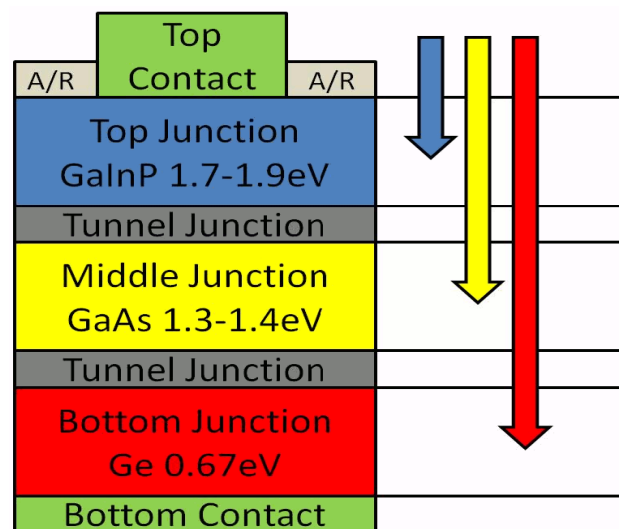 Top
Contact
A/R
A/R
Top Junction
GaInP 1.7-1.9eV
Tunnel Junction
Middle Junction
GaAs 1.3-1.4eV
Tunnel Junction
Bottom Junction
Ge 0.67eV
Bottom Contact